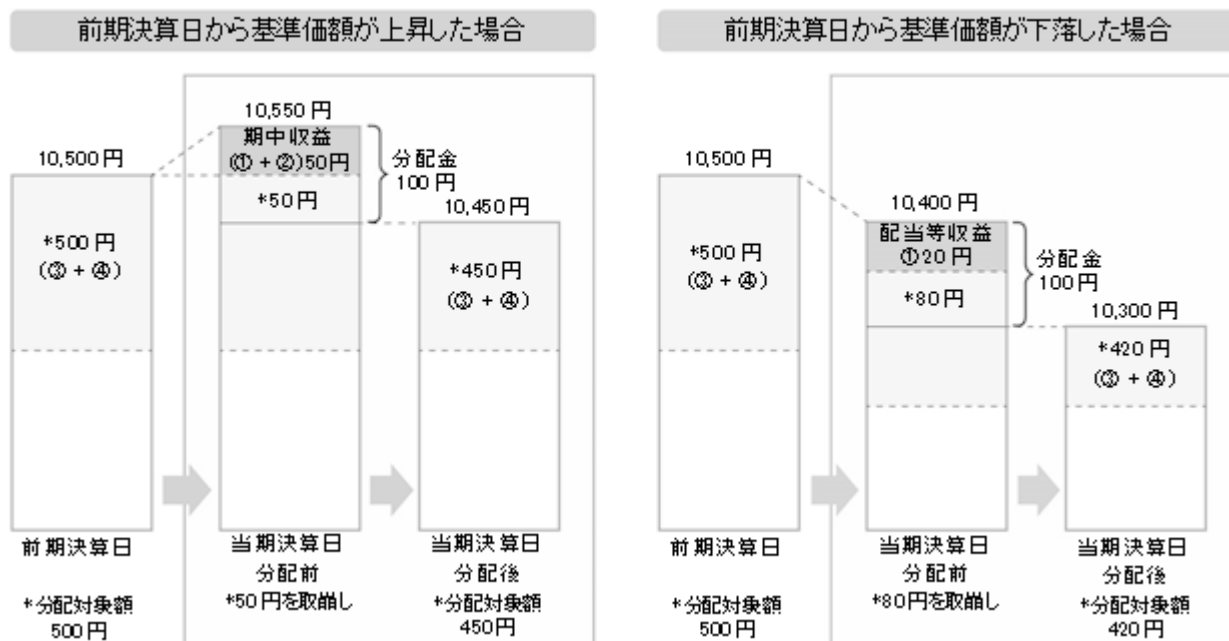 前期決算日から基準価額が上昇した場合
10,500円
*500円
(③＋④)
前期決算日
*分配対象額
500円
10,550円
期中収益
(①＋②)50円
*50円
分配金
100円
当期決算日
分配前
*50円を取崩し
10,450円
*450円
(③＋④)
当期決算日
分配後
*分配対象額
450円
前期決算日から基準価額が下落した場合
10,500円
*500円
(③＋④)
前期決算日
*分配対象額
500円
10,400円
配当等収益
①20円
*80円
分配金
100円
当期決算日
分配前
*80円を取崩し
10,300円
*420円
(③＋④)
当期決算日
分配後
*分配対象額
420円